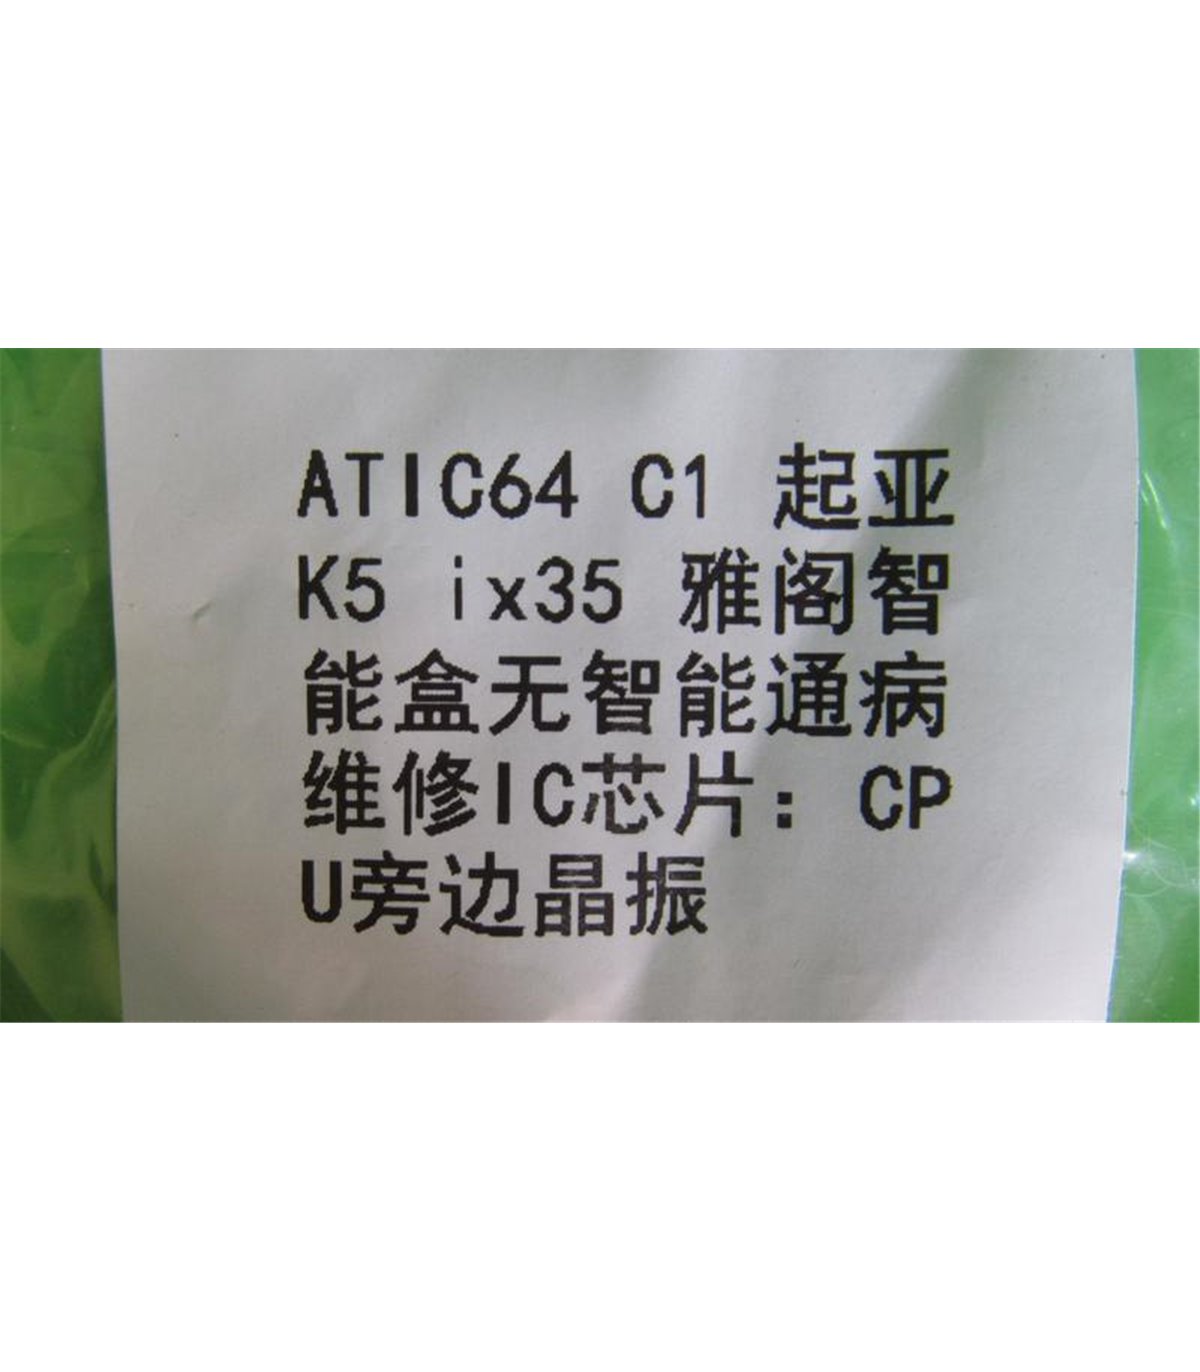 ATIC64 C1 起亚
K5 ix35 雅阁智
能盒无智能通病
维修IC芯片：CP
U旁边晶振